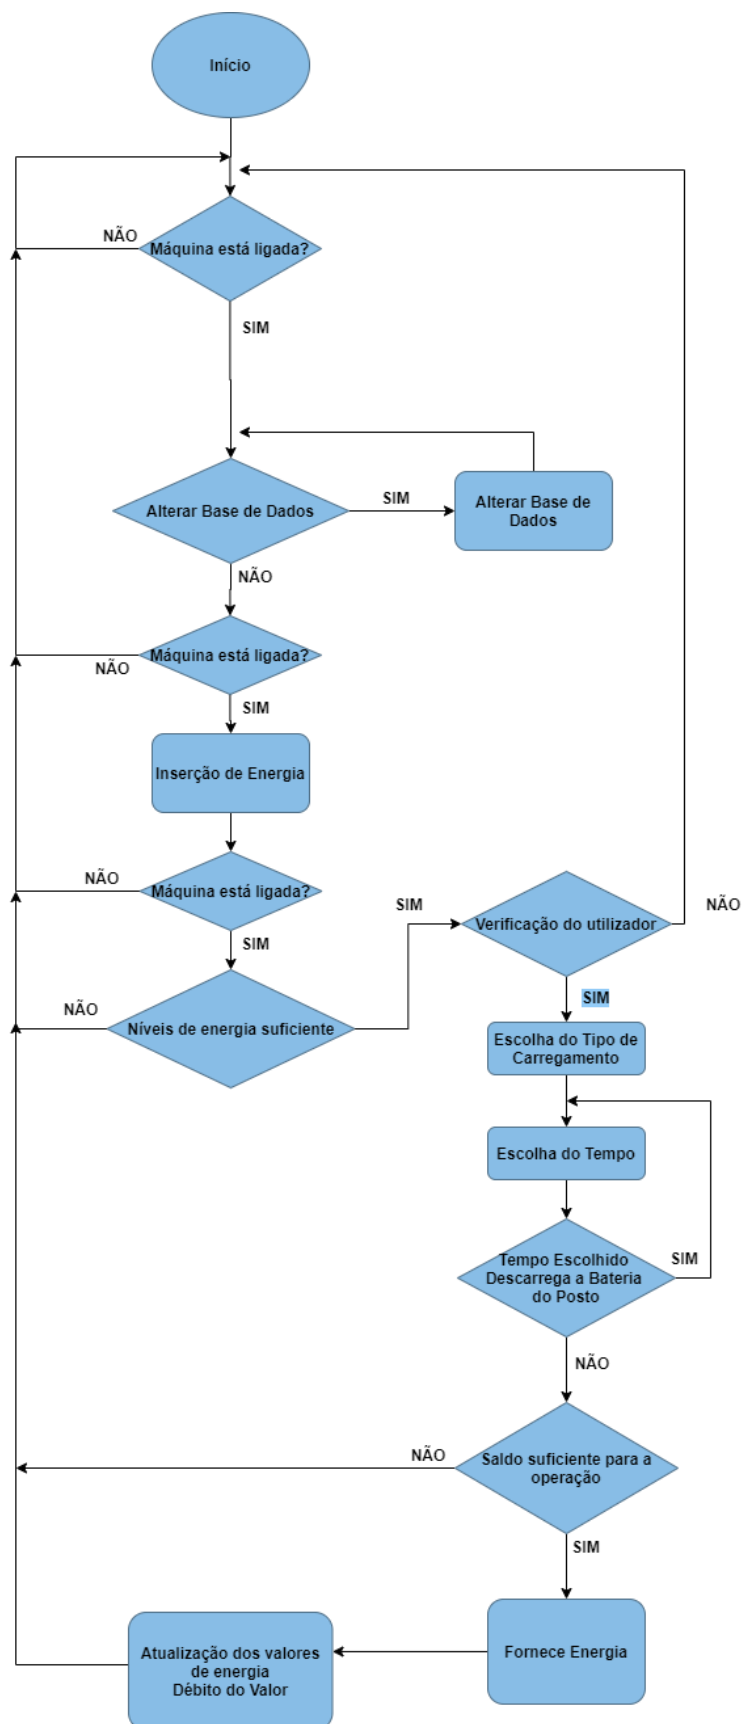 Início
NÃO
Máquina está ligada?
SIM
Alterar Base de Dados
SIM
Alterar Base de
Dados
NÃO
Máquina está ligada?
NÃO
SIM
Inserção de Energia
NÃO
Máquina está ligada?
SIM
NÃO
Níveis de energia suficiente
SIM
Verificação do utilizador
NÃO
SIM
Escolha do Tipo de
Carregamento
Escolha do Tempo
Tempo Escolhido
Descarrega a Bateria
do Posto
SIM
NÃO
NÃO
Saldo suficiente para a
operação
SIM
Fornece Energia
Atualização dos valores
de energia
Débito do Valor